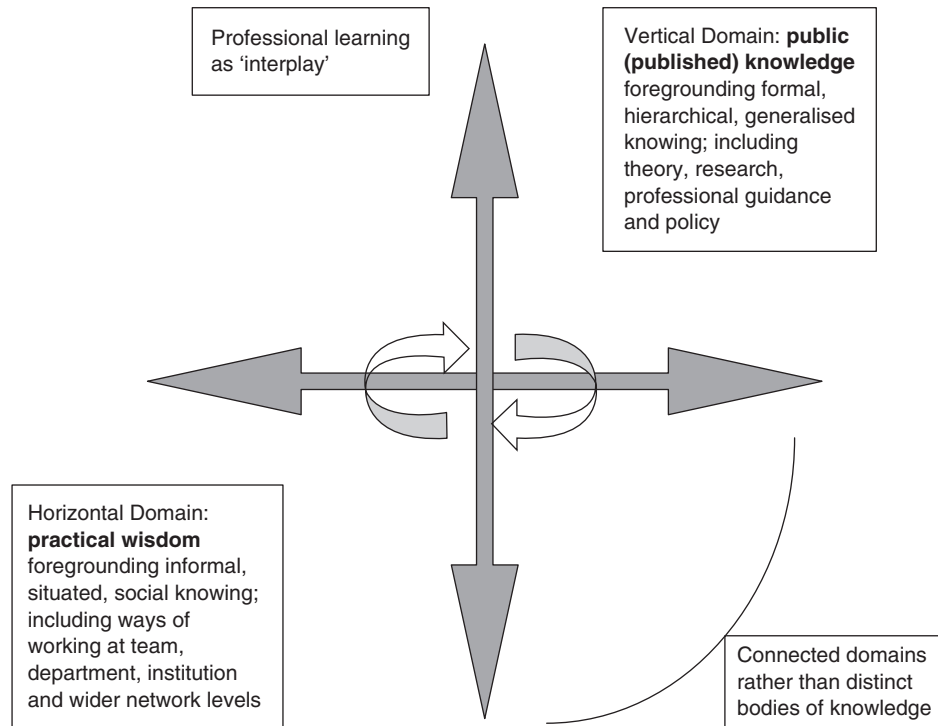 Professional learning
as ‘interplay’
Vertical Domain: public
(published) knowledge
foregrounding formal,
hierarchical, generalised
knowing; including
theory, research,
professional guidance
and policy
Horizontal Domain:
practical wisdom
foregrounding informal,
situated, social knowing;
including ways of
working at team,
department, institution
and wider network levels
Connected domains
rather than distinct
bodies of knowledge